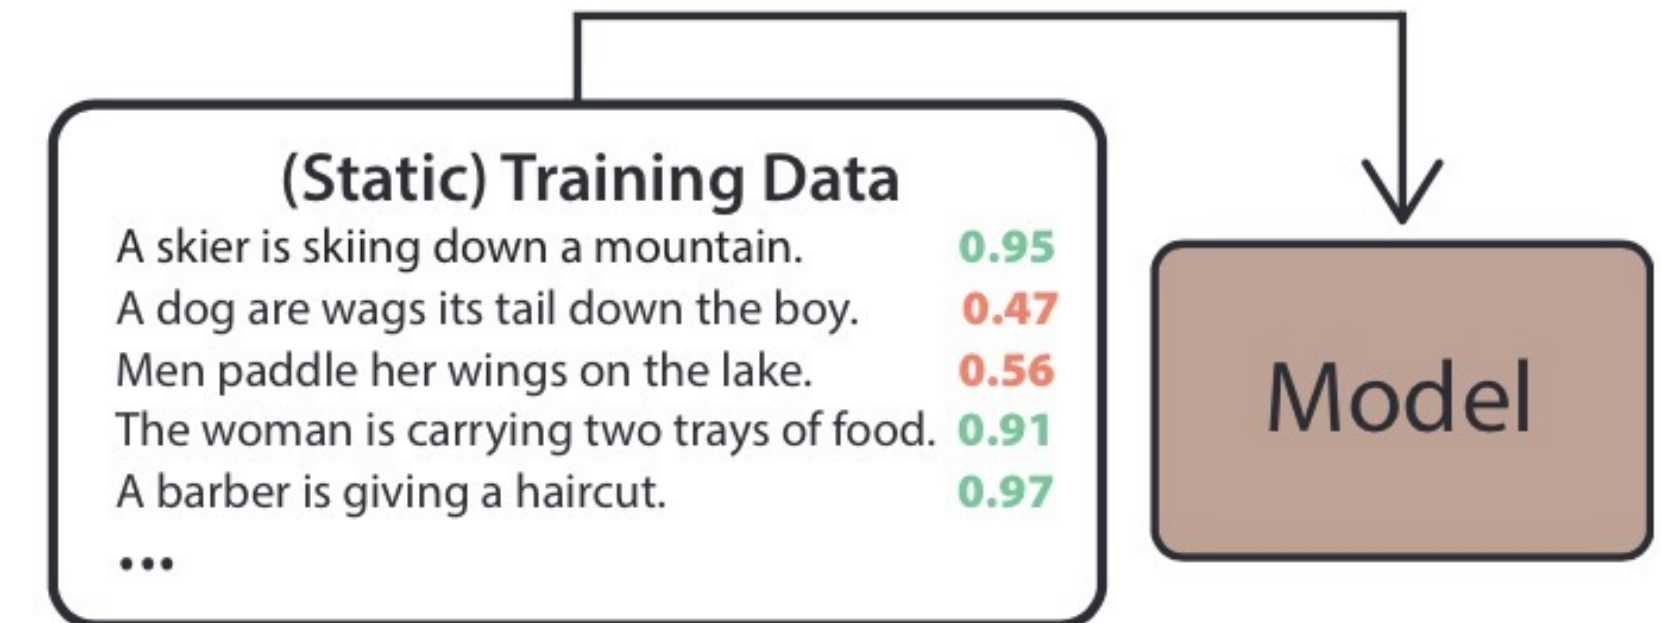 (Static) Training Data
A skier is skiing down a mountain. 0.95
A dog are wags its tail down the boy. 0.47
Men paddle her wings on the lake. 0.56
The woman is carrying two trays of food. 0.91
A barber is giving a haircut. 0.97
...
Model